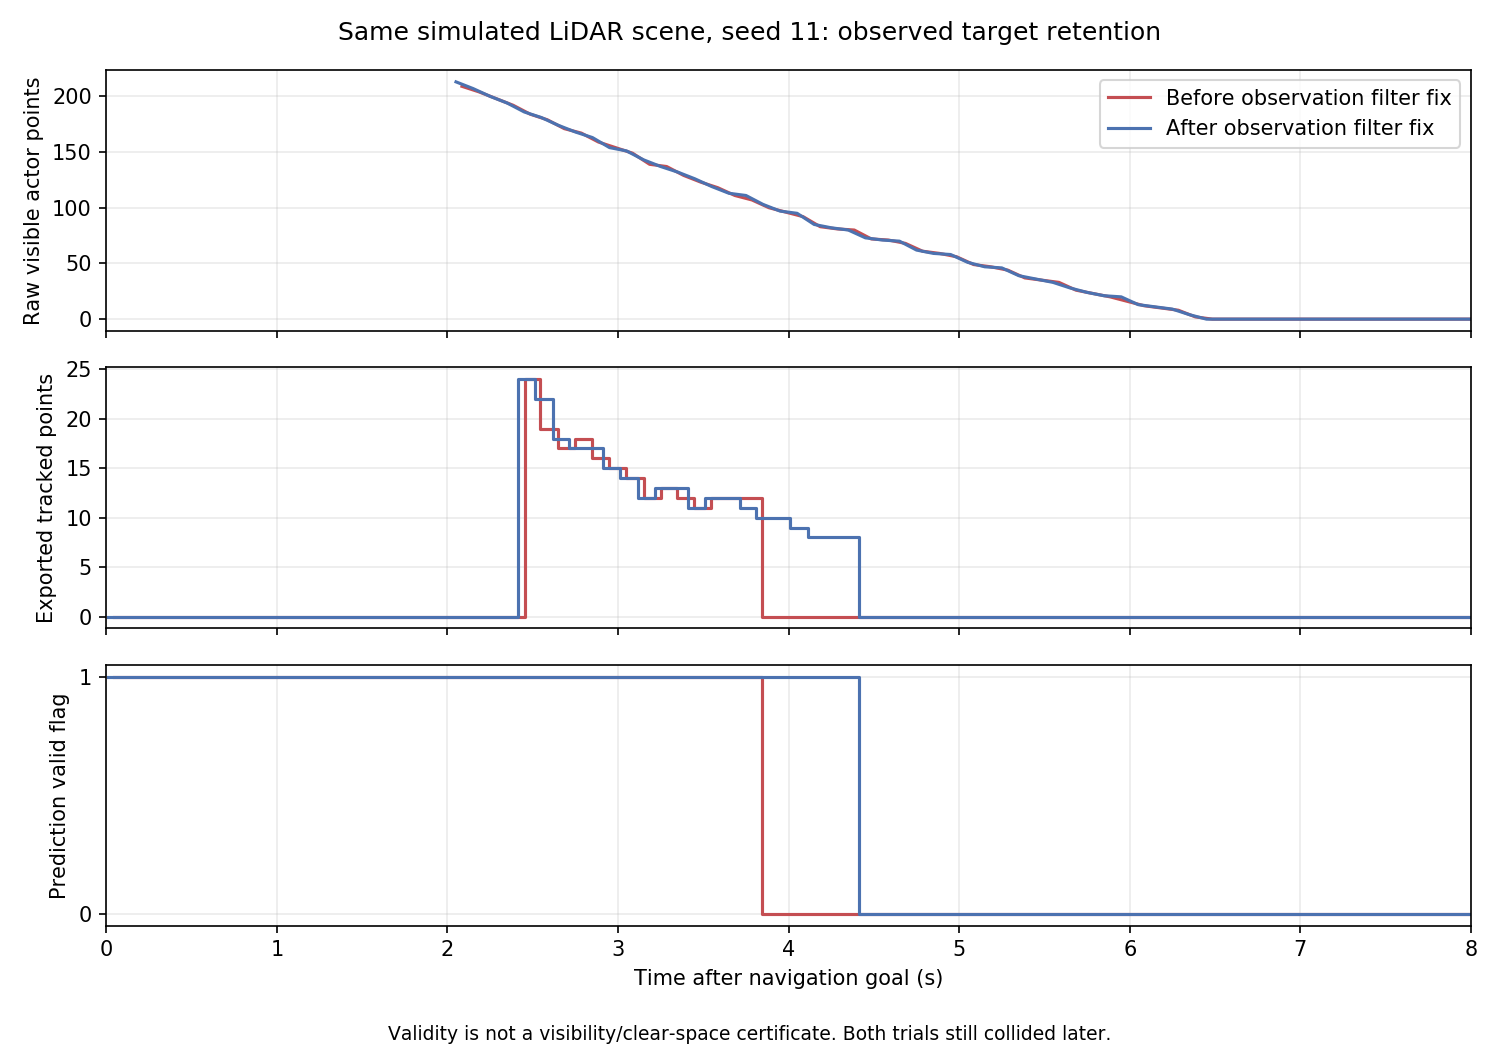 Same simulated LiDAR scene, seed 11: observed target retention
Raw visible actor points
200
150
100
50
0
Before observation filter fix
After observation filter fix
Exported tracked points
25
20
15
10
5
0
Prediction valid flag
1
0
0 1 2 3 4 5 6 7 8
Time after navigation goal (s)
Validity is not a visibility/clear-space certificate. Both trials still collided later.